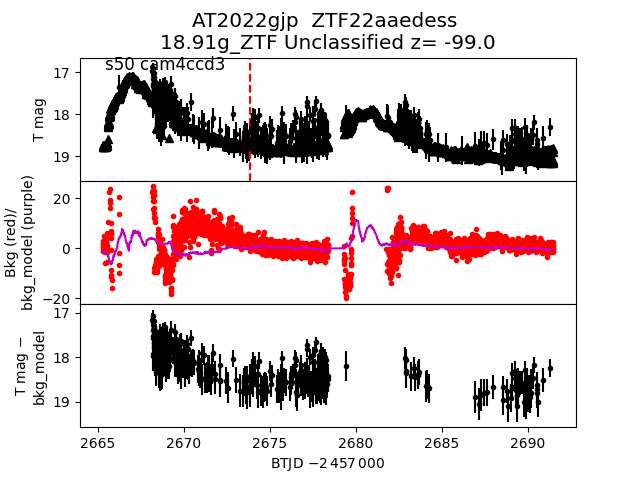 AT2022gjp  ZTF22aaedess
18.91g_ZTF Unclassified z= -99.0
s50 cam4ccd3
17
18
19
T mag
20
0
−20
Bkg (red)/
bkg_model (purple)
17
18
19
T mag −
bkg_model
2665
2670
2675
2680
2685
2690
BTJD −2 457 000